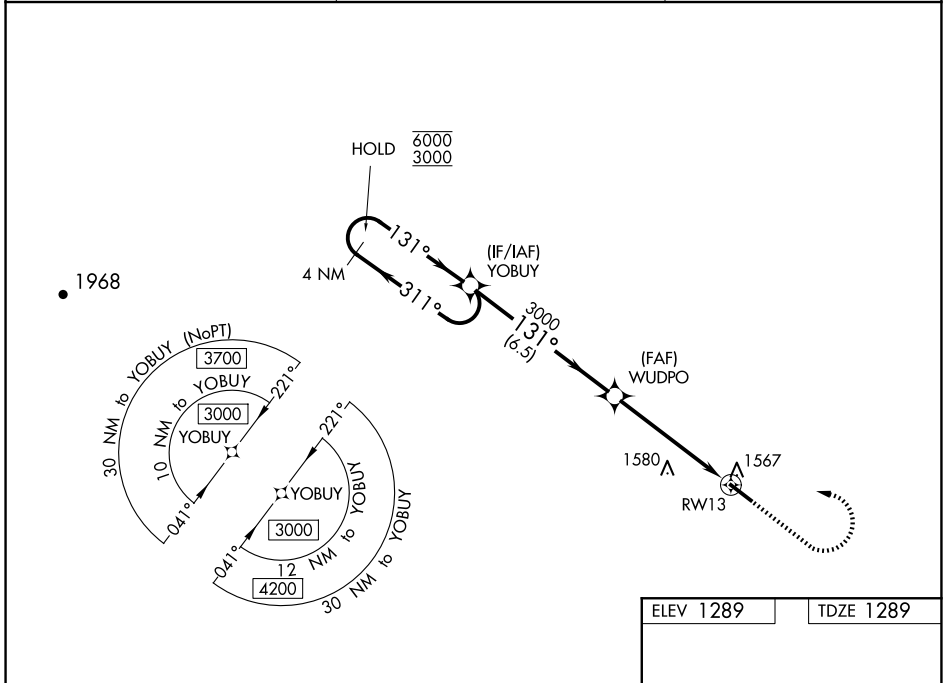 HOLD 6000
3000
131°
4 NM
311°
(IF/IAF)
YOBUY
3000
131°
(6.5)
(FAF)
WUDPO
1968
1580
1567
RW13
30 NM to YOBUY (NoPT)
3700
10 NM to YOBUY
3000
YOBUY
221°
041°
221°
YOBUY
3000
041°
12 NM to YOBUY
4200
30 NM to YOBUY
ELEV 1289
TDZE 1289